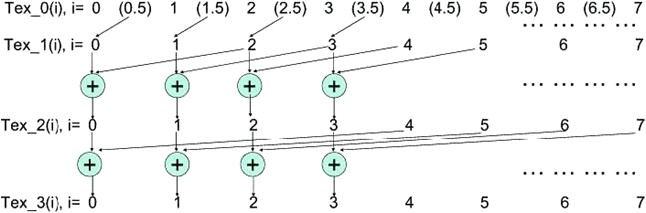 Tex_0(i), i= 0 (0.5) 1 (1.5) 2 (2.5) 3 (3.5) 4 (4.5) 5 (5.5) 6 (6.5) 7
... ... ... ...
Tex_1(i), i= 0 1 2 3 4 5 6 7
+ + + + ... ... ... ...
Tex_2(i), i= 0 1 2 3 4 5 6 7
+ + + + ... ... ... ...
Tex_3(i), i= 0 1 2 3 4 5 6 7